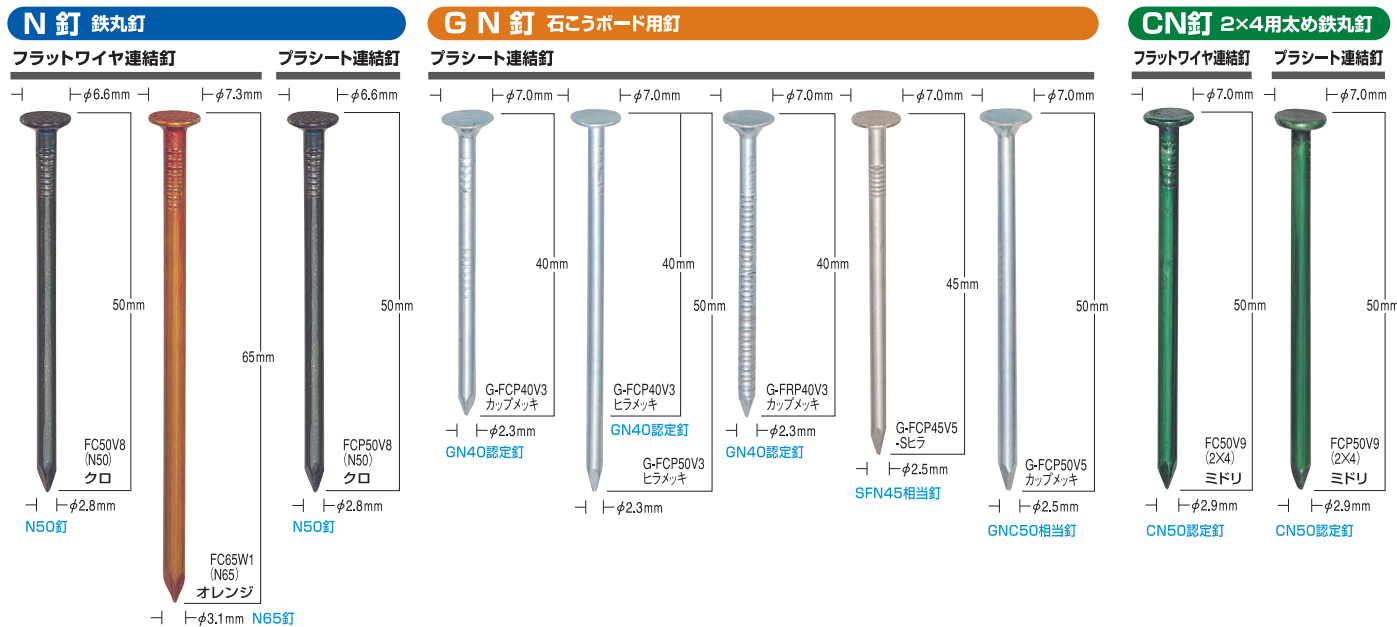 N 釘 鉄丸釘
フラットワイヤ連結釘
プラシート連結釘
φ6.6mm
φ7.3mm
φ6.6mm
50mm
65mm
50mm
FC50V8
(N50)
クロ
φ2.8mm
N50釘
FC65W1
(N65)
オレンジ
φ3.1mm N65釘
FCP50V8
(N50)
クロ
φ2.8mm
N50釘
G N 釘 石こうボード用釘
プラシート連結釘
φ7.0mm
φ7.0mm
φ7.0mm
φ7.0mm
φ7.0mm
40mm
40mm
50mm
40mm
45mm
50mm
G-FCP40V3
カップメッキ
φ2.3mm
GN40認定釘
G-FCP40V3
ヒラメッキ
GN40認定釘
G-FCP50V3
ヒラメッキ
φ2.3mm
G-FRP40V3
カップメッキ
φ2.3mm
GN40認定釘
G-FCP45V5
-Sヒラ
φ2.5mm
SFN45相当釘
G-FCP50V5
カップメッキ
φ2.5mm
GNC50相当釘
CN釘 2×4用太め鉄丸釘
フラットワイヤ連結釘
プラシート連結釘
φ7.0mm
φ7.0mm
50mm
50mm
FC50V9
(2×4)
ミドリ
φ2.9mm
CN50認定釘
FCP50V9
(2×4)
ミドリ
φ2.9mm
CN50認定釘